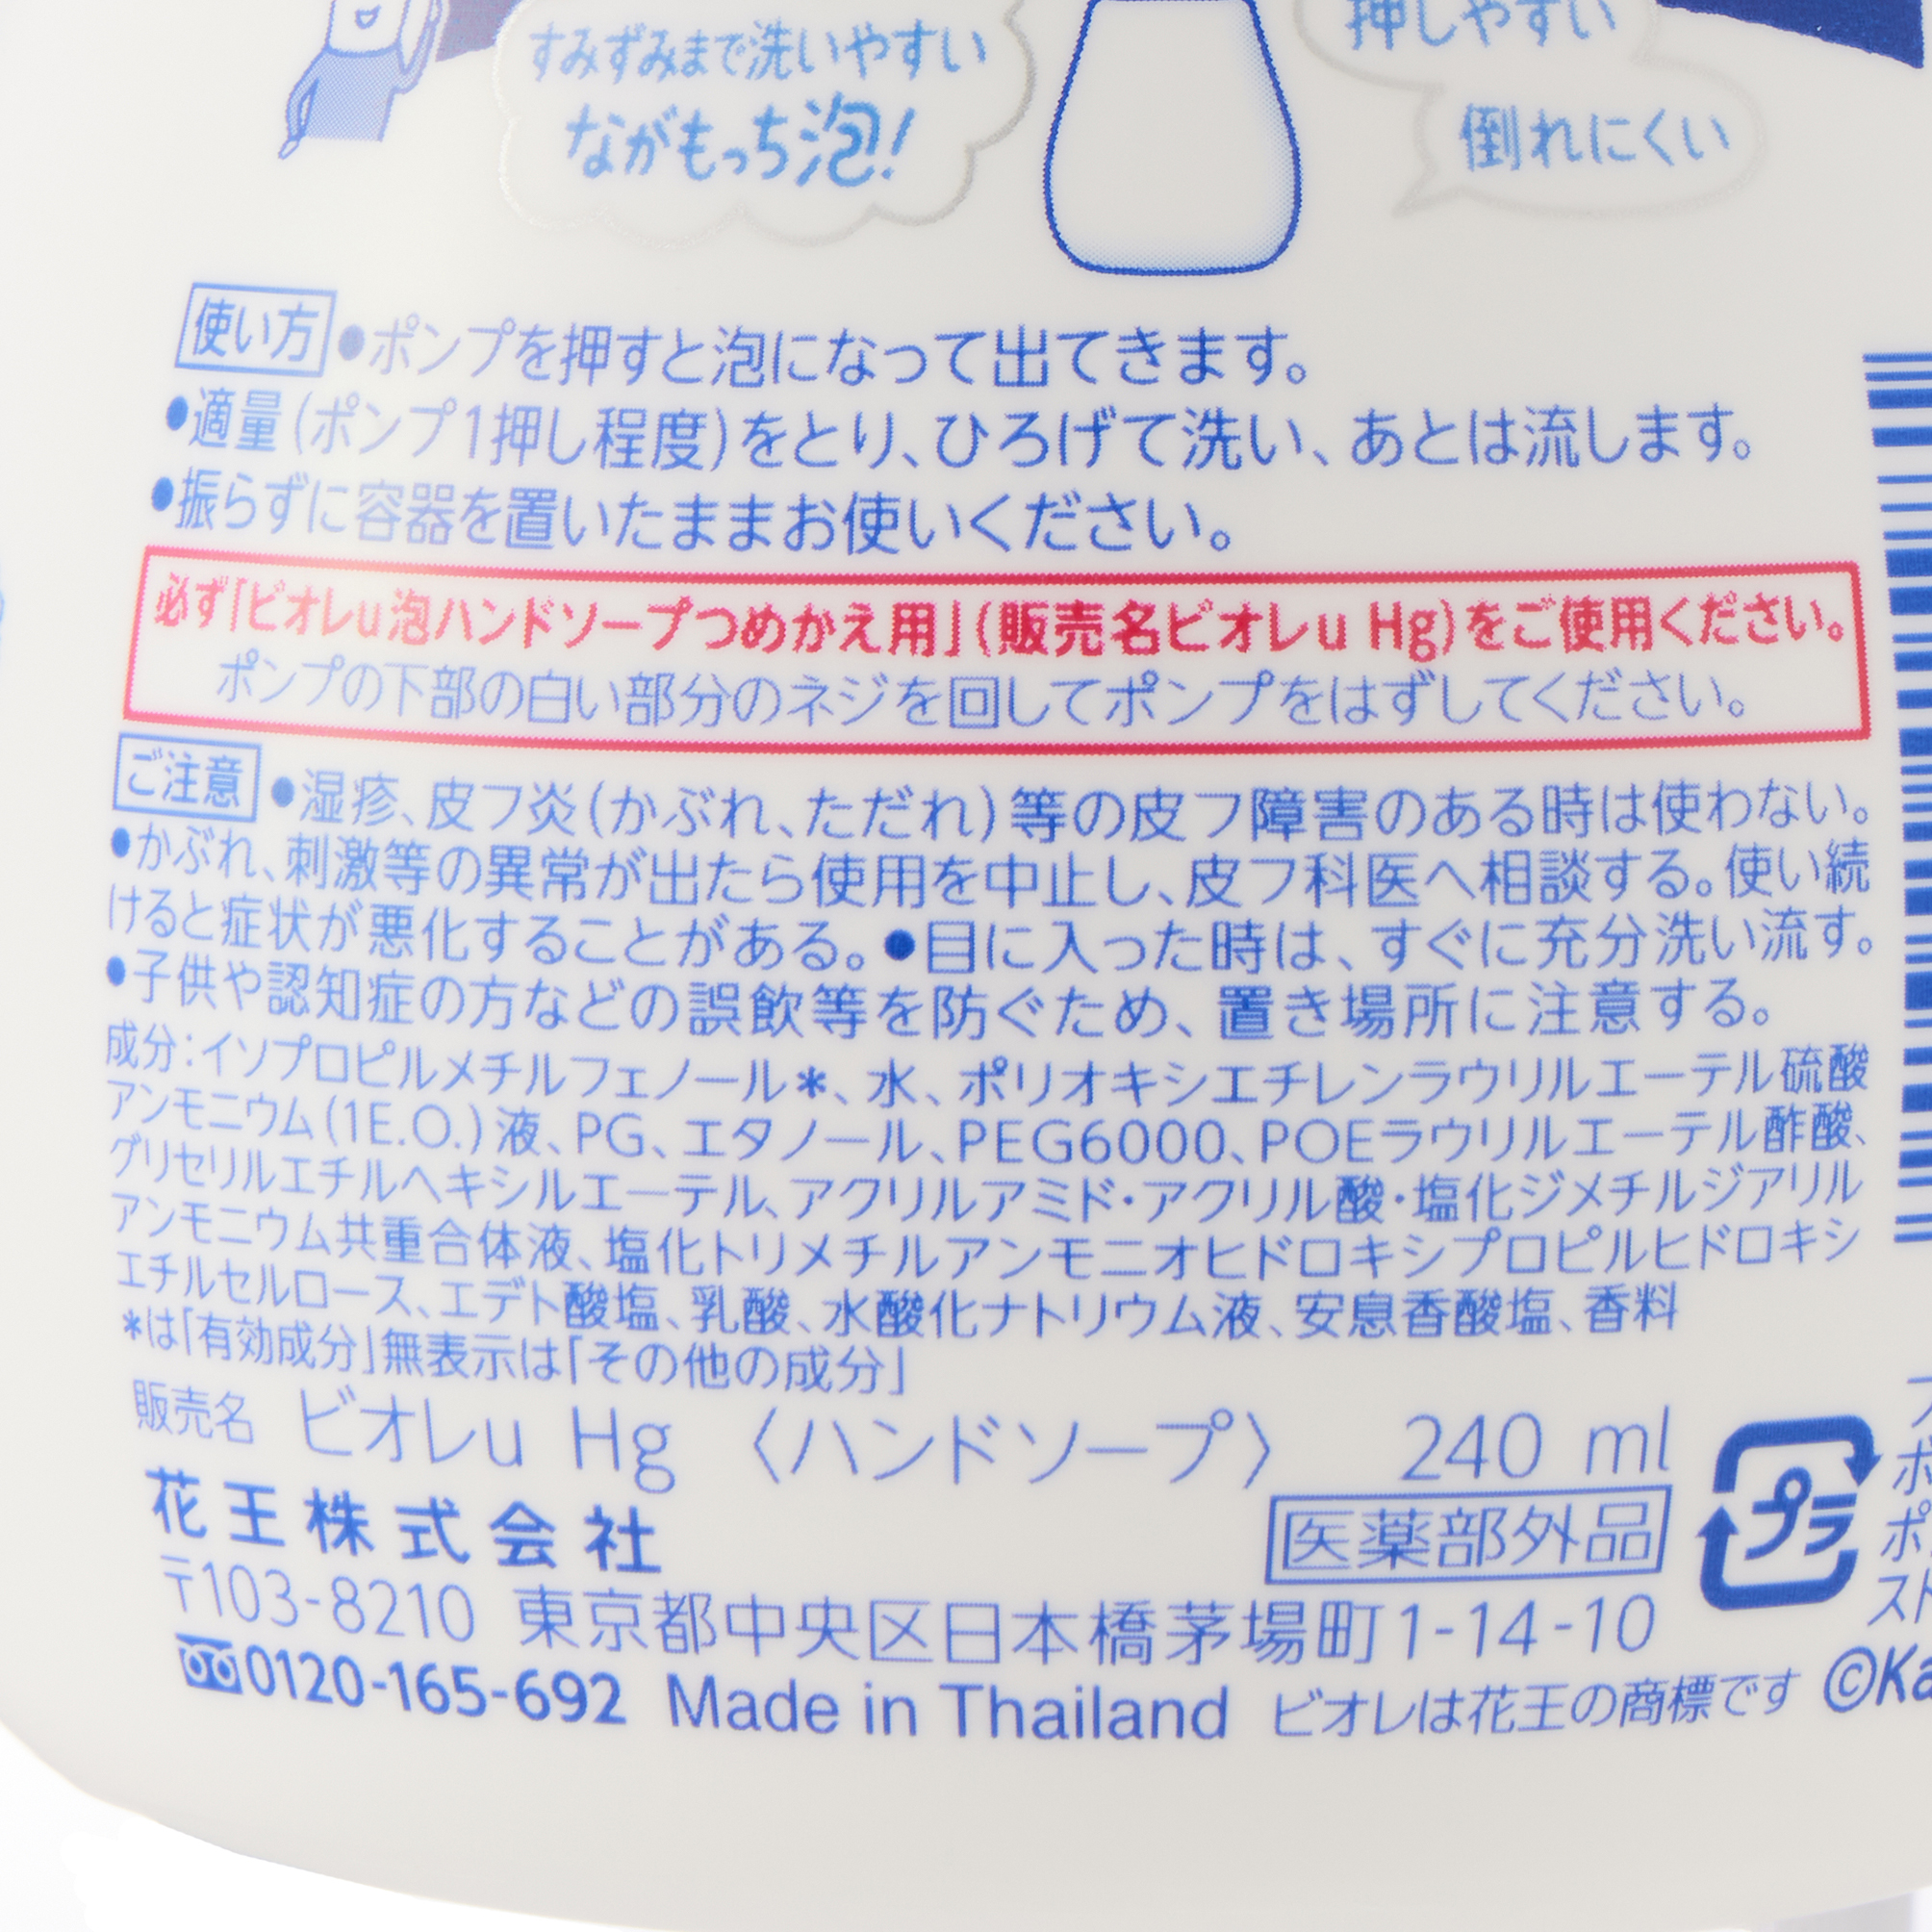 すみずみまで洗いやすい
ながもっち泡!
押しやすい
倒れにくい
使い方 ●ポンプを押すと泡になって出てきます。
●適量(ポンプ1押し程度)をとり、ひろげて洗い、あとは流します。
●振らずに容器を置いたままお使いください。
必ず「ビオレu泡ハンドソープつめかえ用」(販売名ビオレu Hg)をご使用ください。
ポンプの下部の白い部分のネジを回してポンプをはずしてください。
ご注意 ●湿疹、皮フ炎(かぶれ、ただれ)等の皮フ障害のある時は使わない。
●かぶれ、刺激等の異常が出たら使用を中止し、皮フ科医へ相談する。使い続
けると症状が悪化することがある。●目に入った時は、すぐに充分洗い流す。
●子供や認知症の方などの誤飲等を防ぐため、置き場所に注意する。
成分:イソプロピルメチルフェノール*、水、ポリオキシエチレンラウリルエーテル硫酸
アンモニウム(1E.O.)液、PG、エタノール、PEG6000、POEラウリルエーテル酢酸、
グリセリルエチルヘキシルエーテル、アクリルアミド・アクリル酸・塩化ジメチルジアリル
アンモニウム共重合体液、塩化トリメチルアンモニオヒドロキシプロピルヒドロキシ
エチルセルロース、エデト酸塩、乳酸、水酸化ナトリウム液、安息香酸塩、香料
*は「有効成分」無表示は「その他の成分」
販売名 ビオレu Hg 〈ハンドソープ〉 240 ml
花王株式会社 医薬部外品
プラ
〒103-8210 東京都中央区日本橋茅場町1-14-10
0120-165-692 Made in Thailand ビオレは花王の商標です ©Ka